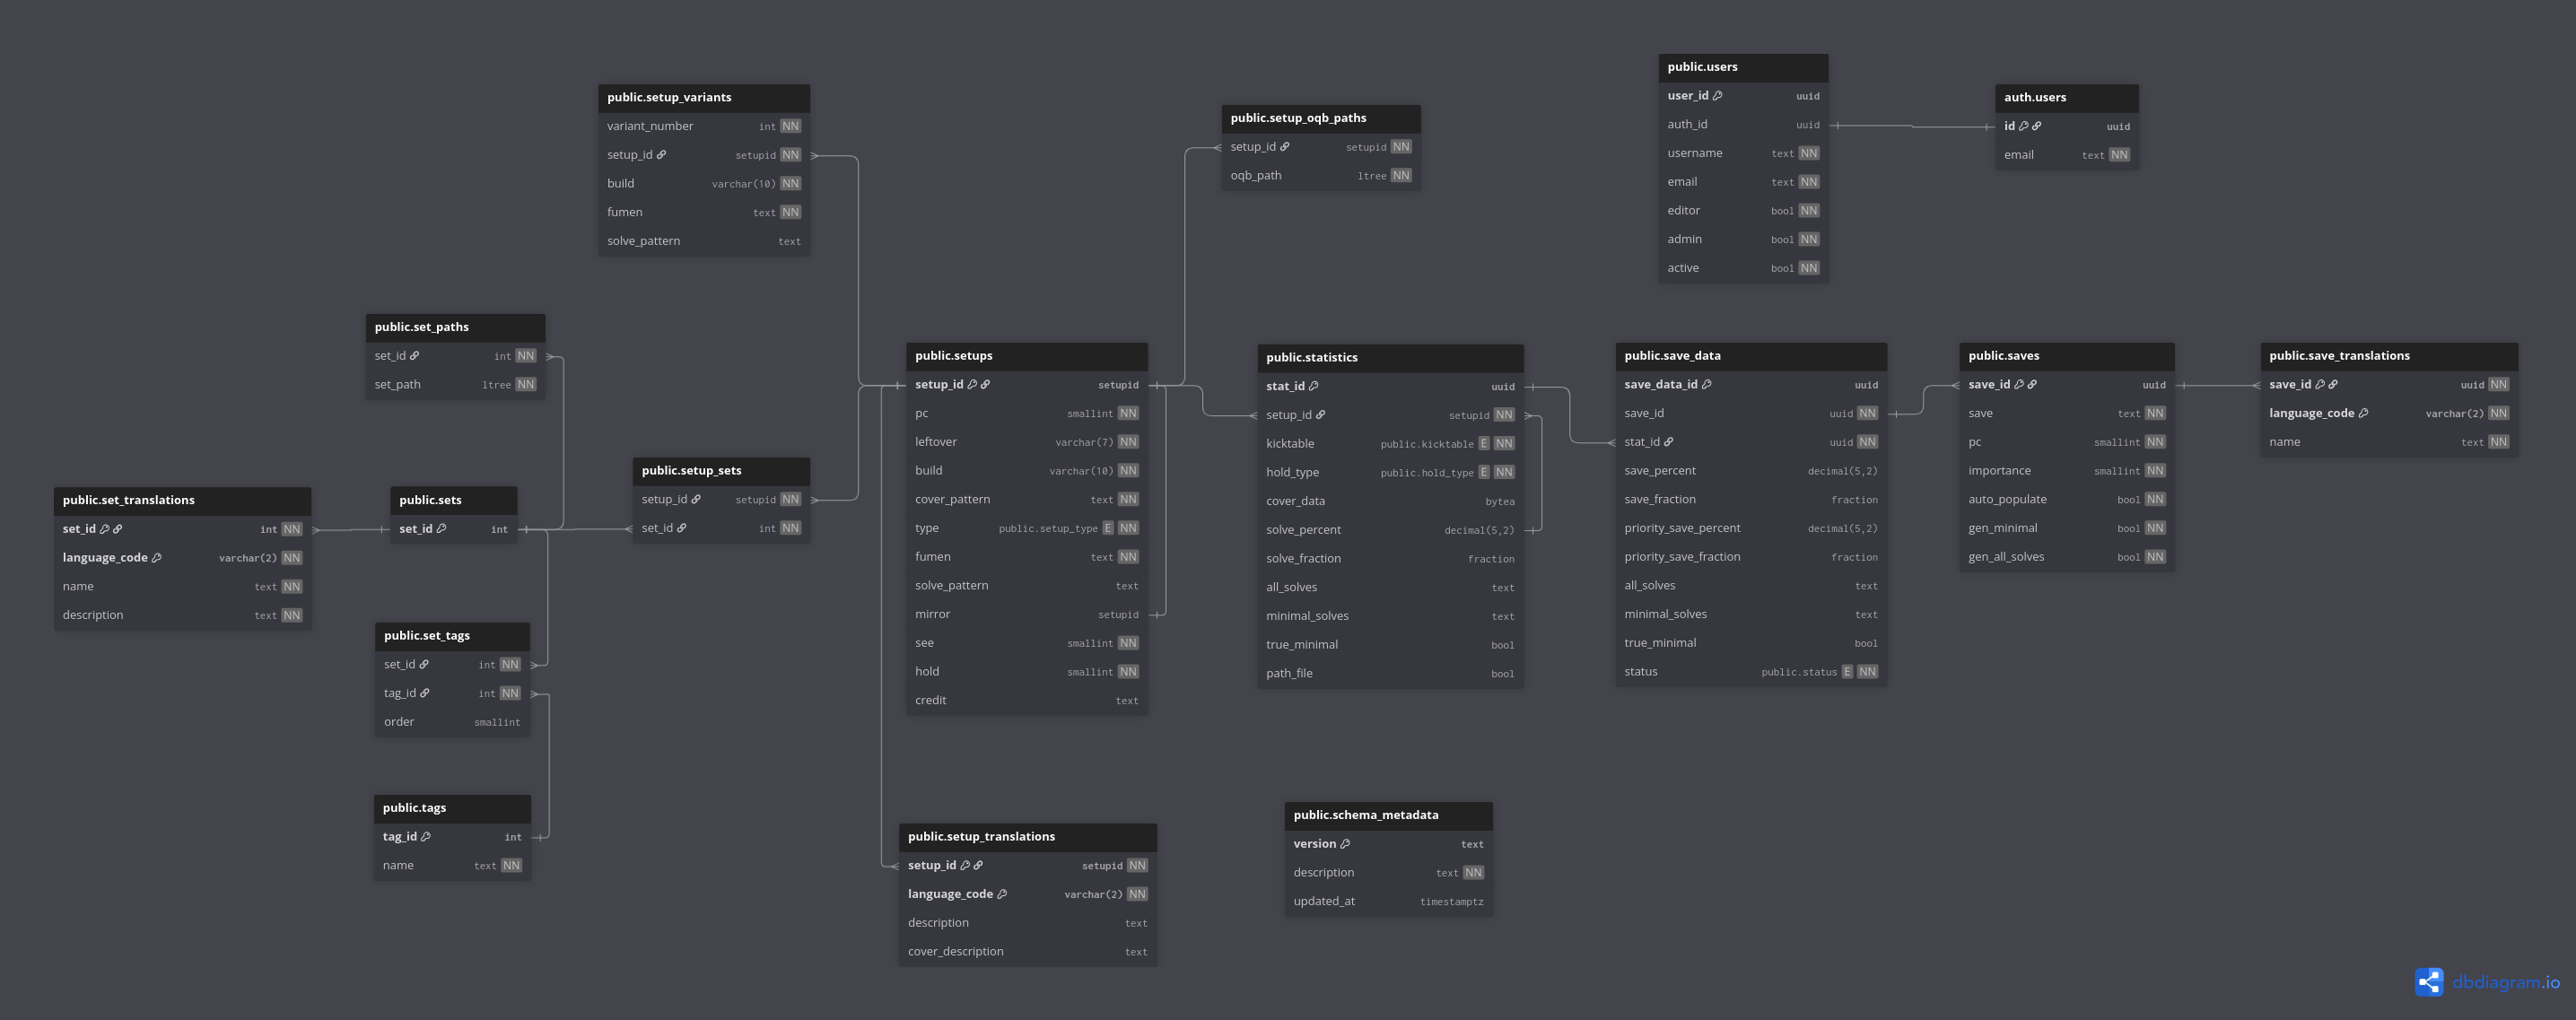 public.users
user_id uuid
auth_id uuid
username text NN
email text NN
editor bool NN
admin bool NN
active bool NN
auth.users
id uuid
email text NN
public.setup_variants
variant_number int NN
setup_id setupid NN
build varchar(10) NN
fumen text NN
solve_pattern text
public.setup_oqb_paths
setup_id setupid NN
oqb_path ltree NN
public.set_paths
set_id int NN
set_path ltree NN
public.set_translations
set_id int NN
language_code varchar(2) NN
name text NN
description text NN
public.sets
set_id int
public.setup_sets
setup_id setupid NN
set_id int NN
public.set_tags
set_id int NN
tag_id int NN
order smallint
public.tags
tag_id int
name text NN
public.setups
setup_id setupid
pc smallint NN
leftover varchar(7) NN
build varchar(10) NN
cover_pattern text NN
type public.setup_type E NN
fumen text NN
solve_pattern text
mirror setupid
see smallint NN
hold smallint NN
credit text
public.statistics
stat_id uuid
setup_id setupid NN
kicktable public.kicktable E NN
hold_type public.hold_type E NN
cover_data bytea
solve_percent decimal(5,2)
solve_fraction fraction
all_solves text
minimal_solves text
true_minimal bool
path_file bool
public.save_data
save_data_id uuid
save_id uuid NN
stat_id uuid NN
save_percent decimal(5,2)
save_fraction fraction
priority_save_percent decimal(5,2)
priority_save_fraction fraction
all_solves text
minimal_solves text
true_minimal bool
status public.status E NN
public.saves
save_id uuid
save text NN
pc smallint NN
importance smallint NN
auto_populate bool NN
gen_minimal bool NN
gen_all_solves bool NN
public.save_translations
save_id uuid NN
language_code varchar(2) NN
name text NN
public.setup_translations
setup_id setupid NN
language_code varchar(2) NN
description text
cover_description text
public.schema_metadata
version text
description text NN
updated_at timestamptz
dbdiagram.io